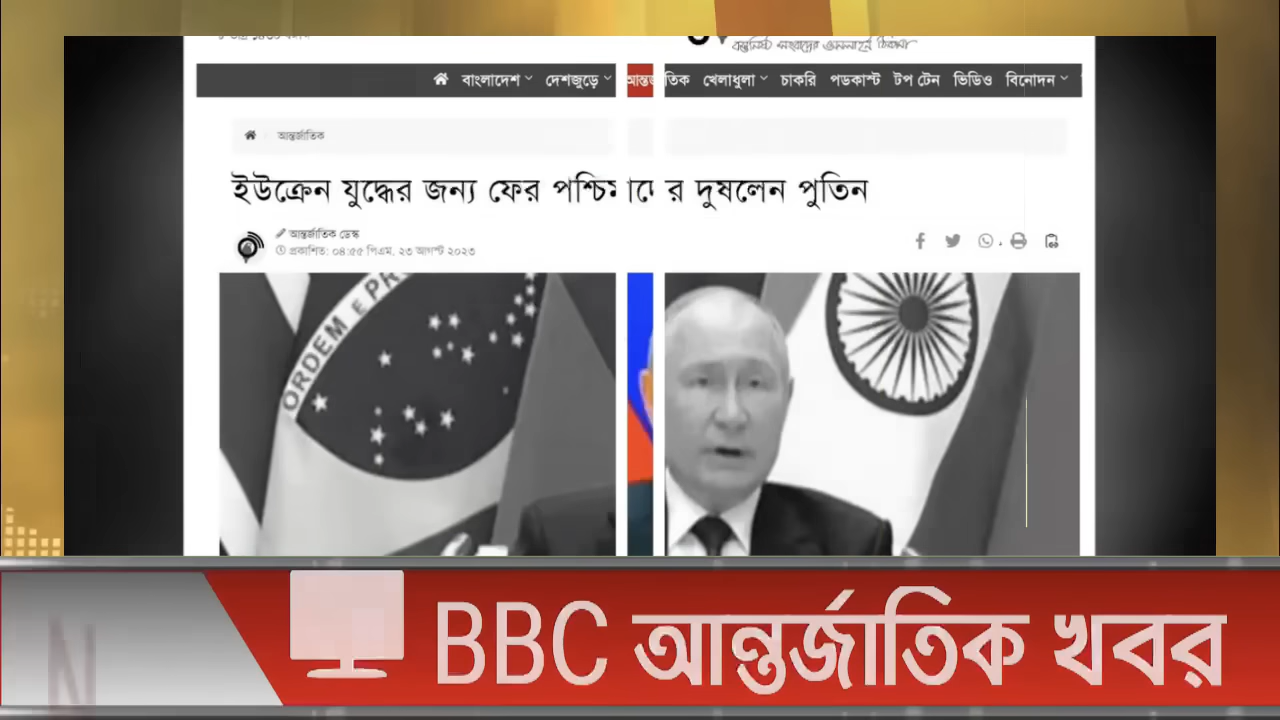 বাংলাদেশ দেশজুড়ে আন্তর্জাতিক খেলাধুলা চাকরি পডকাস্ট টপ টেন ভিডিও বিনোদন
আন্তর্জাতিক
ইউক্রেন যুদ্ধের জন্য ফের পশ্চিমাদের দুষলেন পুতিন
আন্তর্জাতিক ডেস্ক
প্রকাশিত: ০৪:৫৫ পিএম, ২৩ আগস্ট ২০২৩
ORDEM E PR
N
BBC আন্তর্জাতিক খবর